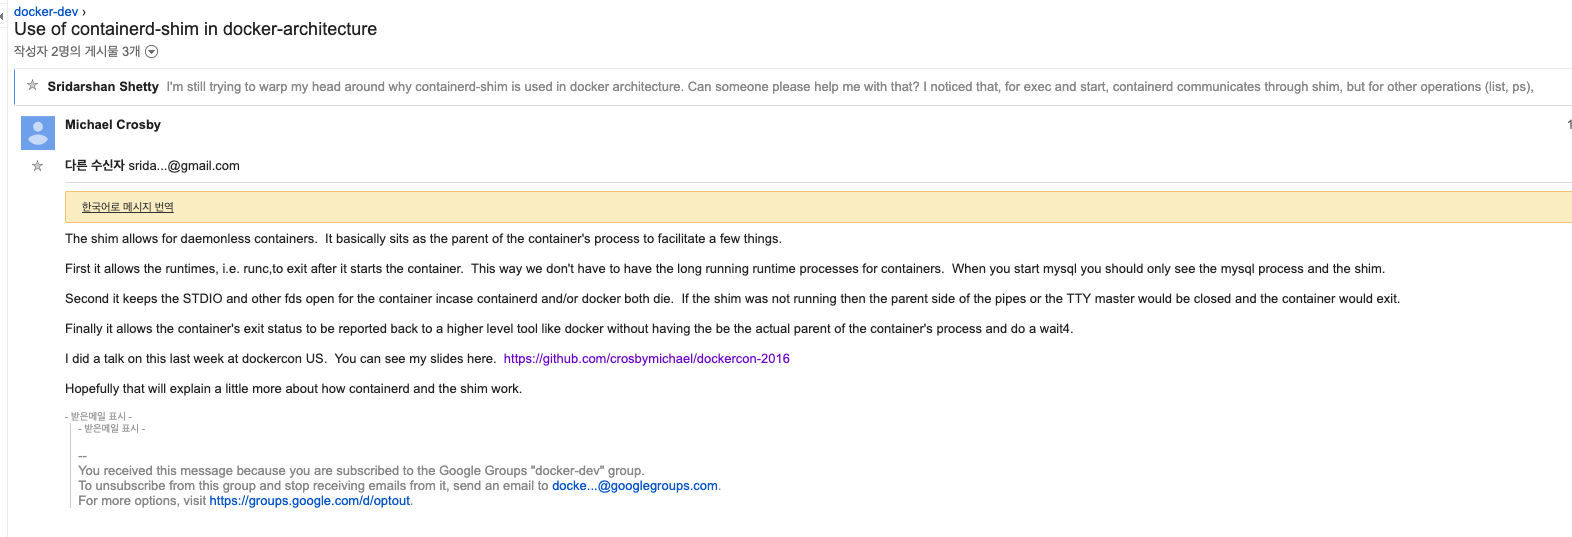 docker-dev ›
Use of containerd-shim in docker-architecture
작성자 2명의 게시물 3개
Sridarshan Shetty I'm still trying to warp my head around why containerd-shim is used in docker architecture. Can someone please help me with that? I noticed that, for exec and start, containerd communicates through shim, but for other operations (list, ps),
Michael Crosby 1
다른 수신자 srida...@gmail.com
한국어로 메시지 번역
The shim allows for daemonless containers. It basically sits as the parent of the container's process to facilitate a few things.
First it allows the runtimes, i.e. runc,to exit after it starts the container. This way we don't have to have the long running runtime processes for containers. When you start mysql you should only see the mysql process and the shim.
Second it keeps the STDIO and other fds open for the container incase containerd and/or docker both die. If the shim was not running then the parent side of the pipes or the TTY master would be closed and the container would exit.
Finally it allows the container's exit status to be reported back to a higher level tool like docker without having the be the actual parent of the container's process and do a wait4.
I did a talk on this last week at dockercon US. You can see my slides here. https://github.com/crosbymichael/dockercon-2016
Hopefully that will explain a little more about how containerd and the shim work.
- 받은메일 표시 -
- 받은메일 표시 -
--
You received this message because you are subscribed to the Google Groups "docker-dev" group.
To unsubscribe from this group and stop receiving emails from it, send an email to docke...@googlegroups.com.
For more options, visit https://groups.google.com/d/optout.